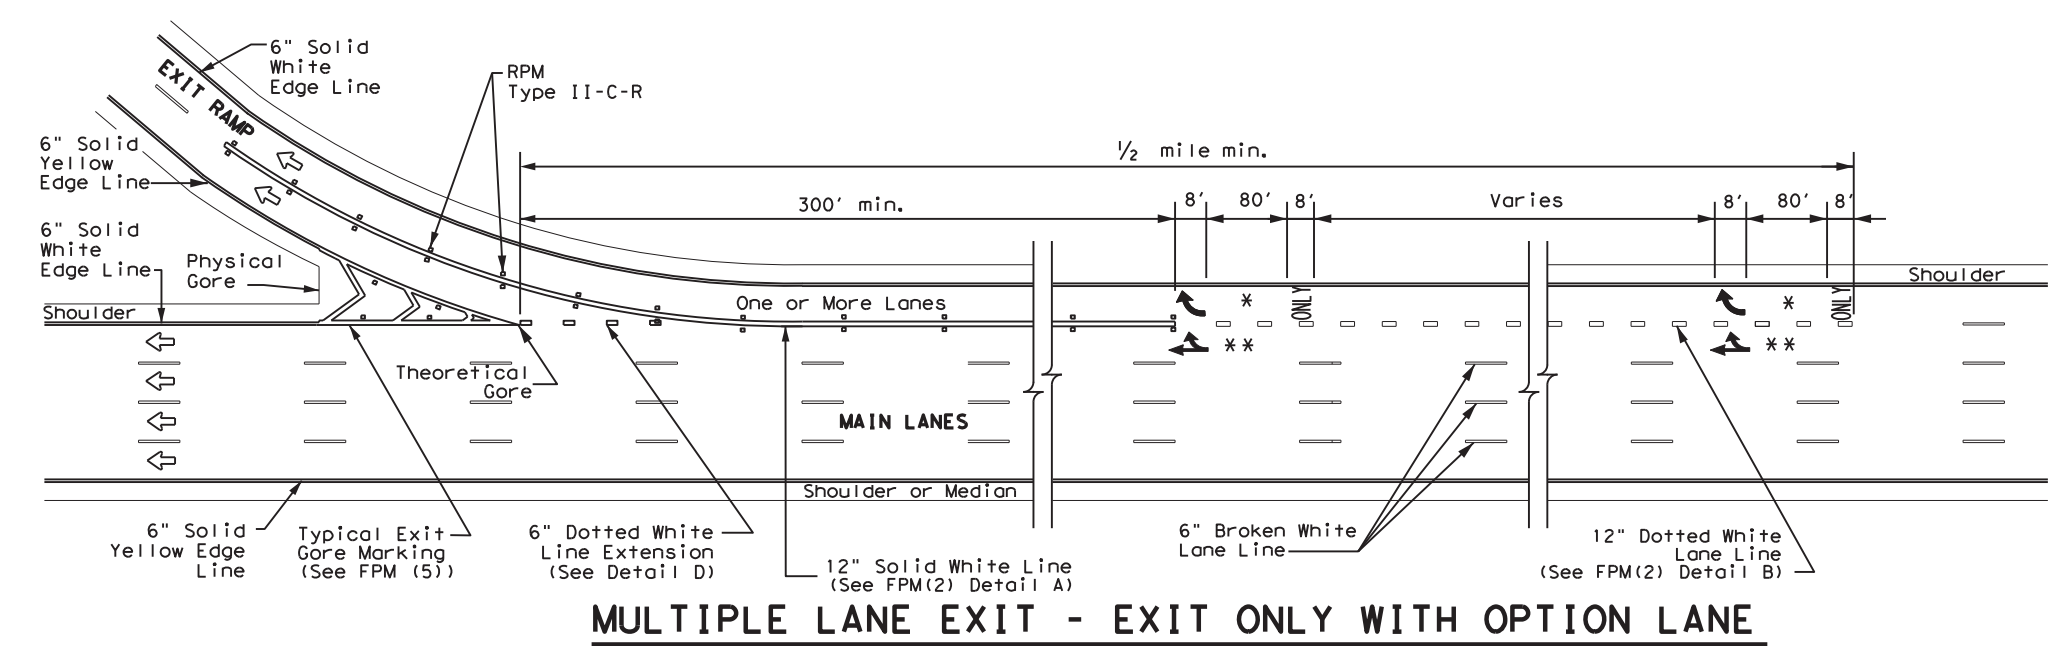 6" Solid
White
Edge Line
EXIT RAMP
RPM
Type II-C-R
6" Solid
Yellow
Edge Line
½ mile min.
300' min.
8'
80'
8'
Varies
8'
80'
8'
6" Solid
White
Edge Line
Physical
Gore
Shoulder
Shoulder
One or More Lanes
*
ONLY
*
ONLY
**
**
Theoretical
Gore
MAIN LANES
Shoulder or Median
6" Solid
Yellow Edge
Line
Typical Exit
Gore Marking
(See FPM (5))
6" Dotted White
Line Extension
(See Detail D)
12" Solid White Line
(See FPM(2) Detail A)
6" Broken White
Lane Line
12" Dotted White
Lane Line
(See FPM(2) Detail B)
MULTIPLE LANE EXIT - EXIT ONLY WITH OPTION LANE